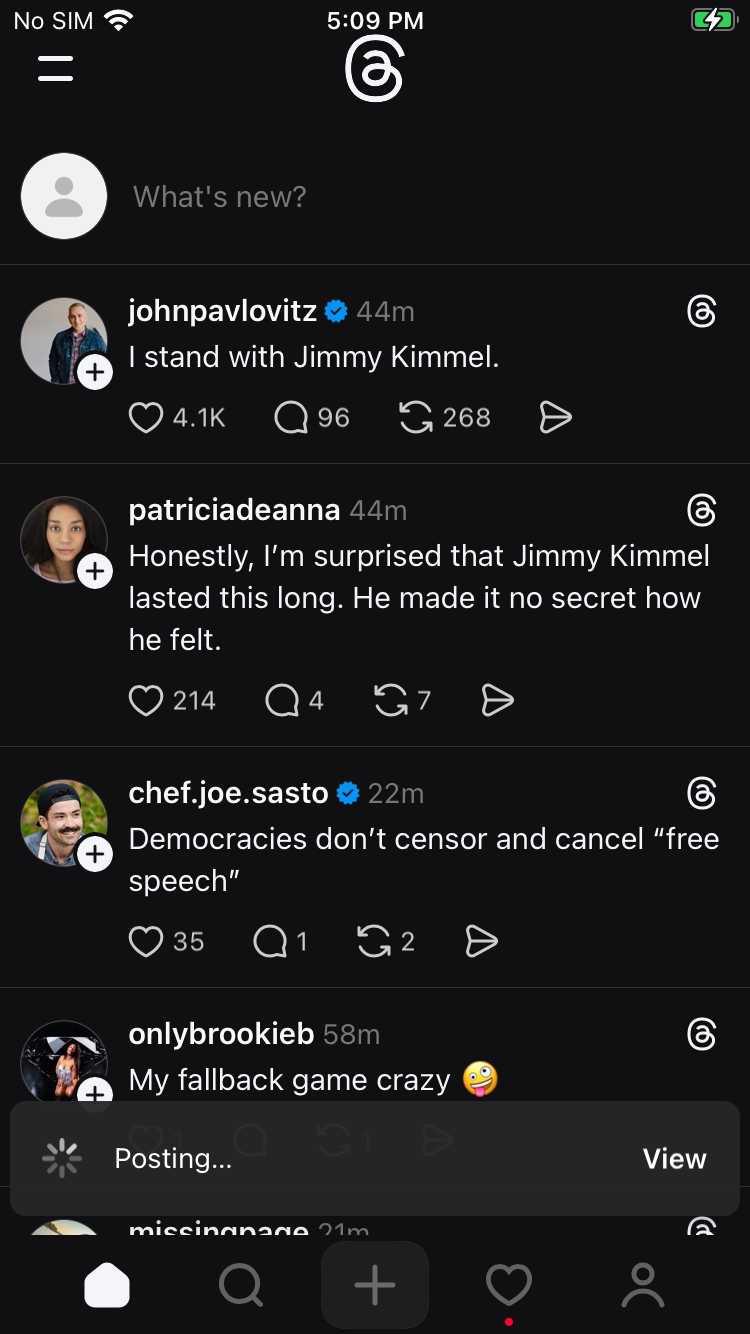 No SIM 5:09 PM
What's new?
johnpavlovitz 44m
I stand with Jimmy Kimmel.
4.1K 96 268
patriciadeanna 44m
Honestly, I’m surprised that Jimmy Kimmel
lasted this long. He made it no secret how
he felt.
214 4 7
chef.joe.sasto 22m
Democracies don’t censor and cancel “free
speech”
35 1 2
onlybrookieb 58m
My fallback game crazy 🤪
1 1
Posting... View
missingpage 21m